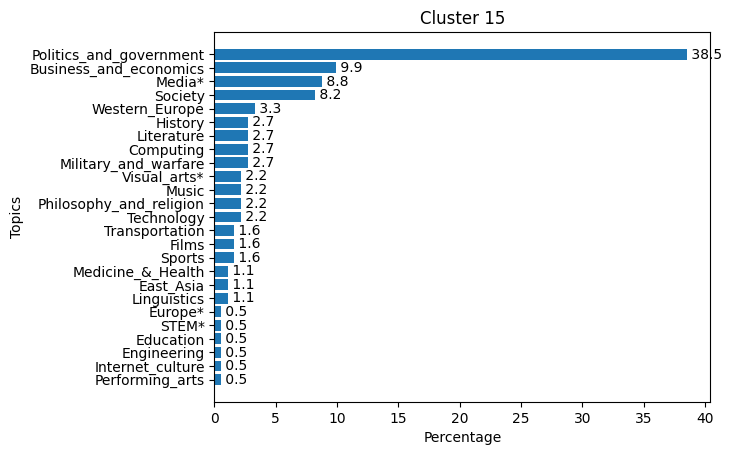 Cluster 15
Politics_and_government 38.5
Business_and_economics 9.9
Media* 8.8
Society 8.2
Western_Europe 3.3
History 2.7
Literature 2.7
Computing 2.7
Military_and_warfare 2.7
Visual_arts* 2.2
Music 2.2
Philosophy_and_religion 2.2
Technology 2.2
Transportation 1.6
Films 1.6
Sports 1.6
Medicine_&_Health 1.1
East_Asia 1.1
Linguistics 1.1
Europe* 0.5
STEM* 0.5
Education 0.5
Engineering 0.5
Internet_culture 0.5
Performing_arts 0.5
Topics
0 5 10 15 20 25 30 35 40
Percentage